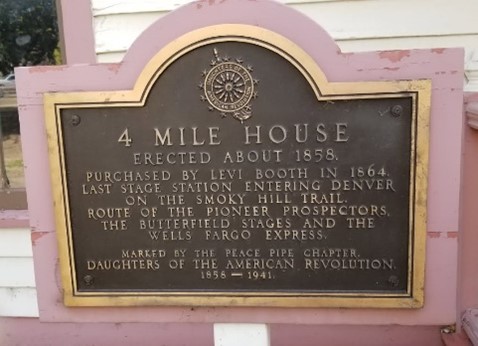 4 MILE HOUSE
ERECTED ABOUT 1858.
PURCHASED BY LEVI BOOTH IN 1864.
LAST STAGE STATION ENTERING DENVER
ON THE SMOKY HILL TRAIL.
ROUTE OF THE PIONEER PROSPECTORS,
THE BUTTERFIELD STAGES AND THE
WELLS FARGO EXPRESS.
MARKED BY THE PEACE PIPE CHAPTER,
DAUGHTERS OF THE AMERICAN REVOLUTION.
1858 — 1941.